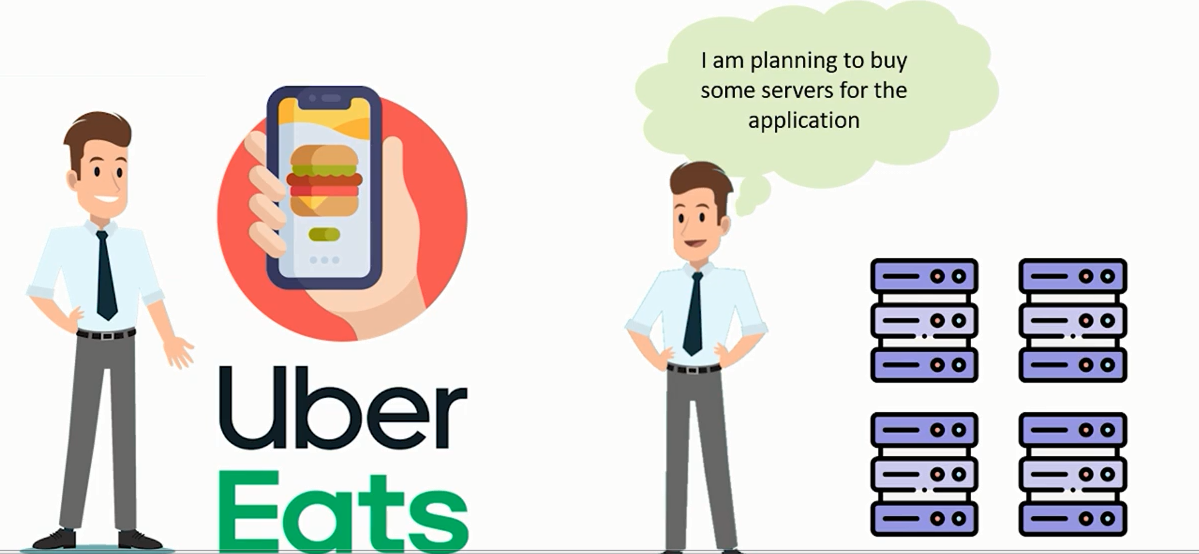 I am planning to buy
some servers for the
application
Uber
Eats